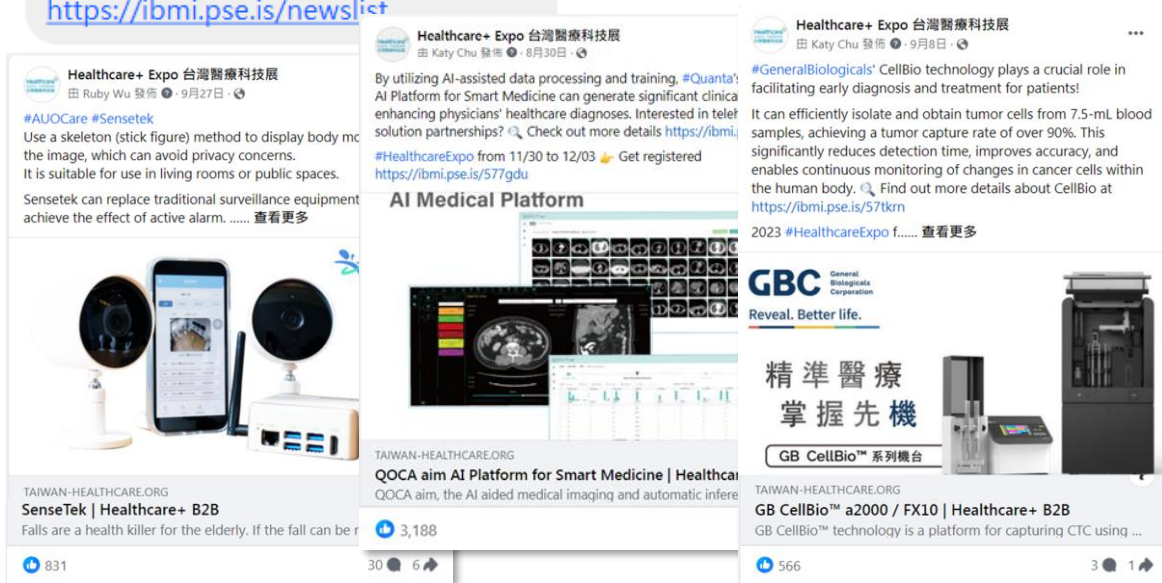 https://ibmi.pse.is/newslist
Healthcare+ Expo 台灣醫療科技展
由 Ruby Wu 發佈 · 9月27日 ·
#AUOCare #Sensetek
Use a skeleton (stick figure) method to display body mo
the image, which can avoid privacy concerns.
It is suitable for use in living rooms or public spaces.
Sensetek can replace traditional surveillance equipment
achieve the effect of active alarm. ...... 查看更多
TAIWAN-HEALTHCARE.ORG
SenseTek | Healthcare+ B2B
Falls are a health killer for the elderly. If the fall can be r
831
30 6
Healthcare+ Expo 台灣醫療科技展
由 Katy Chu 發佈 · 8月30日 ·
By utilizing AI-assisted data processing and training, #Quanta's
AI Platform for Smart Medicine can generate significant clinica
enhancing physicians' healthcare diagnoses. Interested in teleh
solution partnerships? Check out more details https://ibmi.
#HealthcareExpo from 11/30 to 12/03 Get registered
https://ibmi.pse.is/577gdu
AI Medical Platform
TAIWAN-HEALTHCARE.ORG
QOCA aim AI Platform for Smart Medicine | Healthcar
QOCA aim, the AI aided medical imaging and automatic infere
3,188
Healthcare+ Expo 台灣醫療科技展
由 Katy Chu 發佈 · 9月8日 ·
#GeneralBiologicals' CellBio technology plays a crucial role in
facilitating early diagnosis and treatment for patients!
It can efficiently isolate and obtain tumor cells from 7.5-mL blood
samples, achieving a tumor capture rate of over 90%. This
significantly reduces detection time, improves accuracy, and
enables continuous monitoring of changes in cancer cells within
the human body. Find out more details about CellBio at
https://ibmi.pse.is/57tkrn
2023 #HealthcareExpo f...... 查看更多
GBC General
Biologicals
Corporation
Reveal. Better life.
精準醫療
掌握先機
GB CellBio™ 系列機台
TAIWAN-HEALTHCARE.ORG
GB CellBio™ a2000 / FX10 | Healthcare+ B2B
GB CellBio™ technology is a platform for capturing CTC using ...
566
3 1